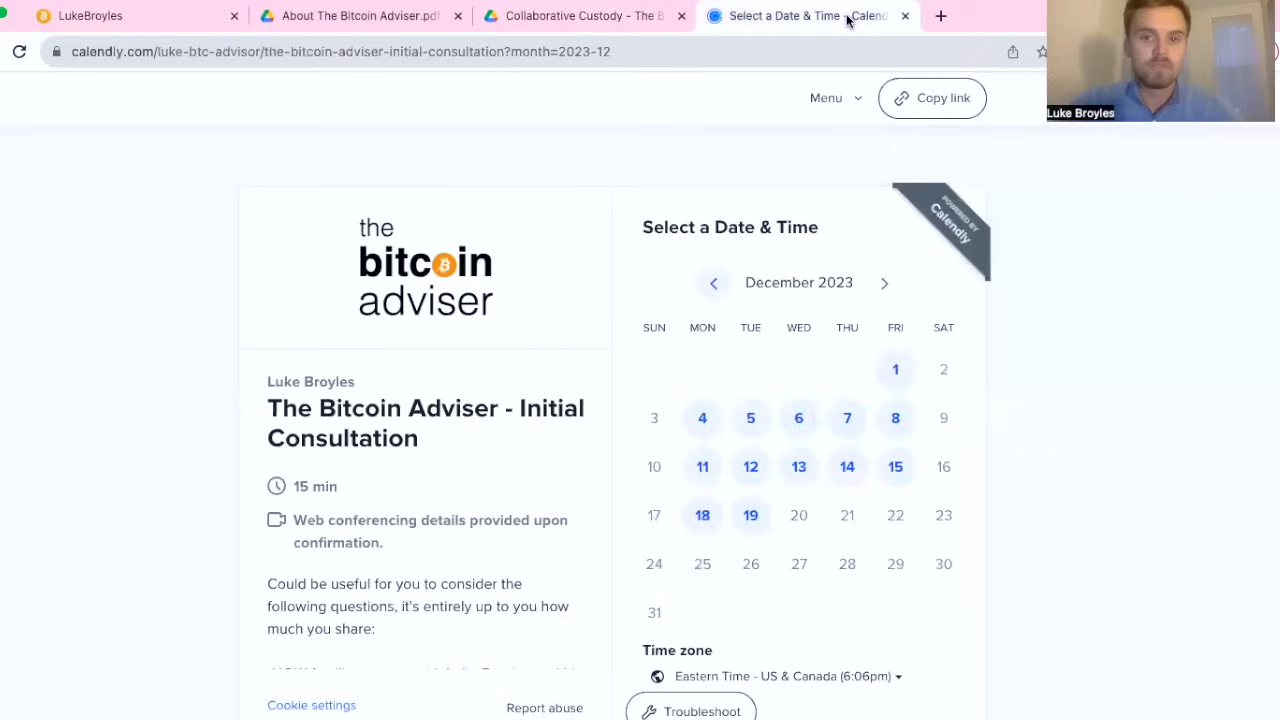 LukeBroyles
About The Bitcoin Adviser.pdf
Collaborative Custody - The B
Select a Date & Time - Calend
calendly.com/luke-btc-advisor/the-bitcoin-adviser-initial-consultation?month=2023-12
Menu
Copy link
Luke Broyles
the
bitcoin
adviser
Luke Broyles
The Bitcoin Adviser - Initial
Consultation
15 min
Web conferencing details provided upon
confirmation.
Could be useful for you to consider the
following questions, it's entirely up to you how
much you share:
Cookie settings
Report abuse
POWERED BY
Calendly
Select a Date & Time
December 2023
SUN MON TUE WED THU FRI SAT
1 2
3 4 5 6 7 8 9
10 11 12 13 14 15 16
17 18 19 20 21 22 23
24 25 26 27 28 29 30
31
Time zone
Eastern Time - US & Canada (6:06pm)
Troubleshoot